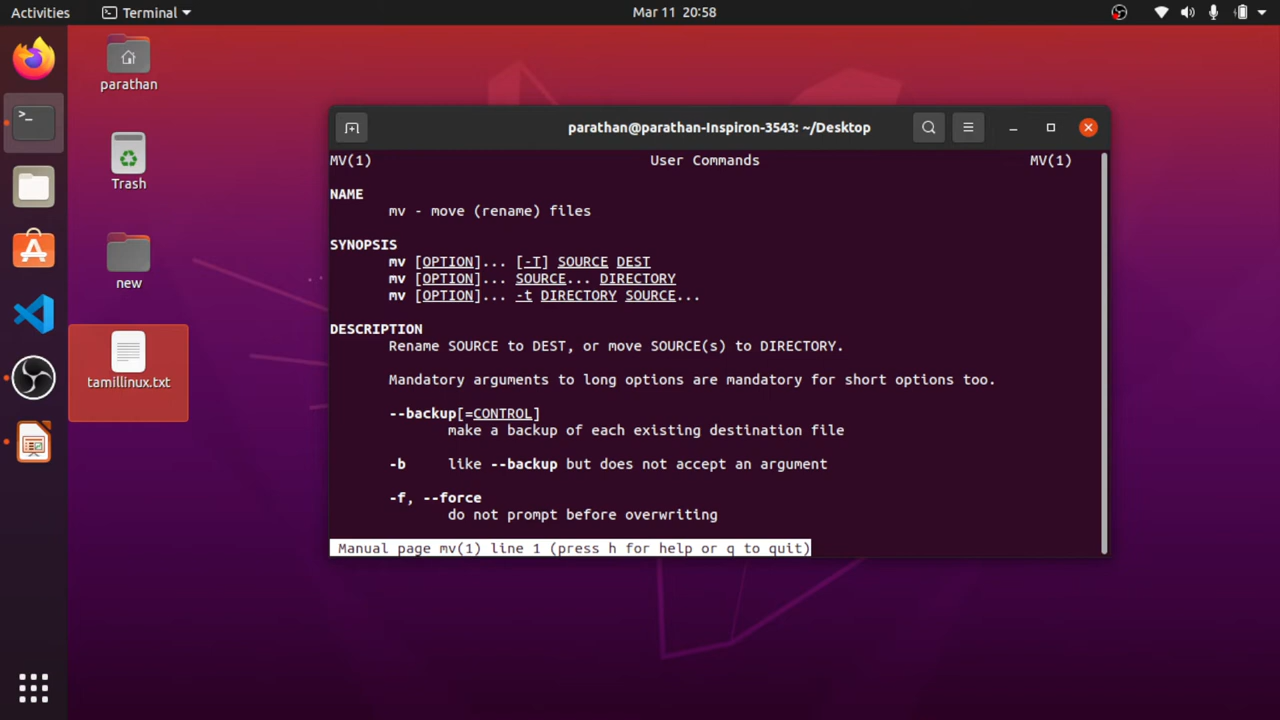 Activities
Terminal
Mar 11 20:58
parathan
Trash
new
tamillinux.txt
parathan@parathan-Inspiron-3543: ~/Desktop
MV(1) User Commands MV(1)
NAME
mv - move (rename) files
SYNOPSIS
mv [OPTION]... [-T] SOURCE DEST
mv [OPTION]... SOURCE... DIRECTORY
mv [OPTION]... -t DIRECTORY SOURCE...
DESCRIPTION
Rename SOURCE to DEST, or move SOURCE(s) to DIRECTORY.
Mandatory arguments to long options are mandatory for short options too.
--backup[=CONTROL]
make a backup of each existing destination file
-b like --backup but does not accept an argument
-f, --force
do not prompt before overwriting
Manual page mv(1) line 1 (press h for help or q to quit)